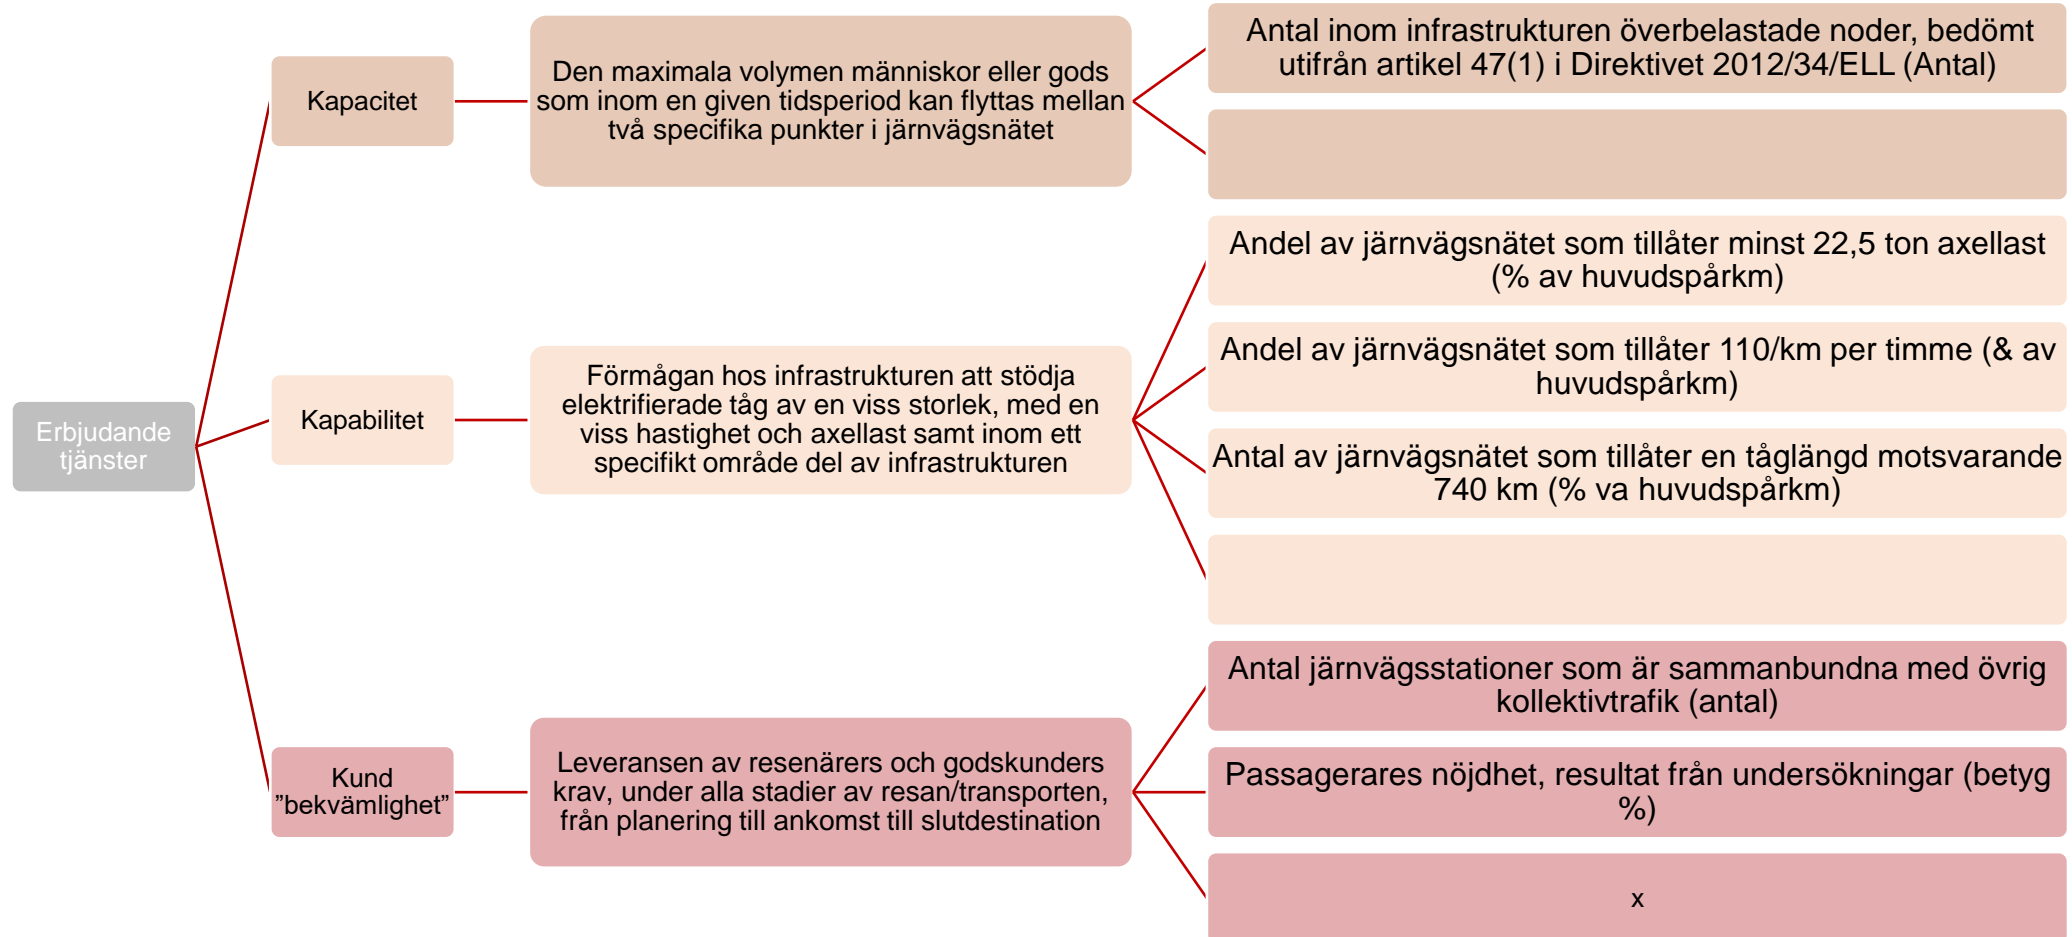 Erbjudande
tjänster
Kapacitet
Den maximala volymen människor eller gods
som inom en given tidsperiod kan flyttas mellan
två specifika punkter i järnvägsnätet
Antal inom infrastrukturen överbelastade noder, bedömt
utifrån artikel 47(1) i Direktivet 2012/34/ELL (Antal)
Kapabilitet
Förmågan hos infrastrukturen att stödja
elektrifierade tåg av en viss storlek, med en
viss hastighet och axellast samt inom ett
specifikt område del av infrastrukturen
Andel av järnvägsnätet som tillåter minst 22,5 ton axellast
(% av huvudspårkm)
Andel av järnvägsnätet som tillåter 110/km per timme (& av
huvudspårkm)
Antal av järnvägsnätet som tillåter en tåglängd motsvarande
740 km (% va huvudspårkm)
Kund
”bekvämlighet”
Leveransen av resenärers och godskunders
krav, under alla stadier av resan/transporten,
från planering till ankomst till slutdestination
Antal järnvägsstationer som är sammanbundna med övrig
kollektivtrafik (antal)
Passagerares nöjdhet, resultat från undersökningar (betyg
%)
x